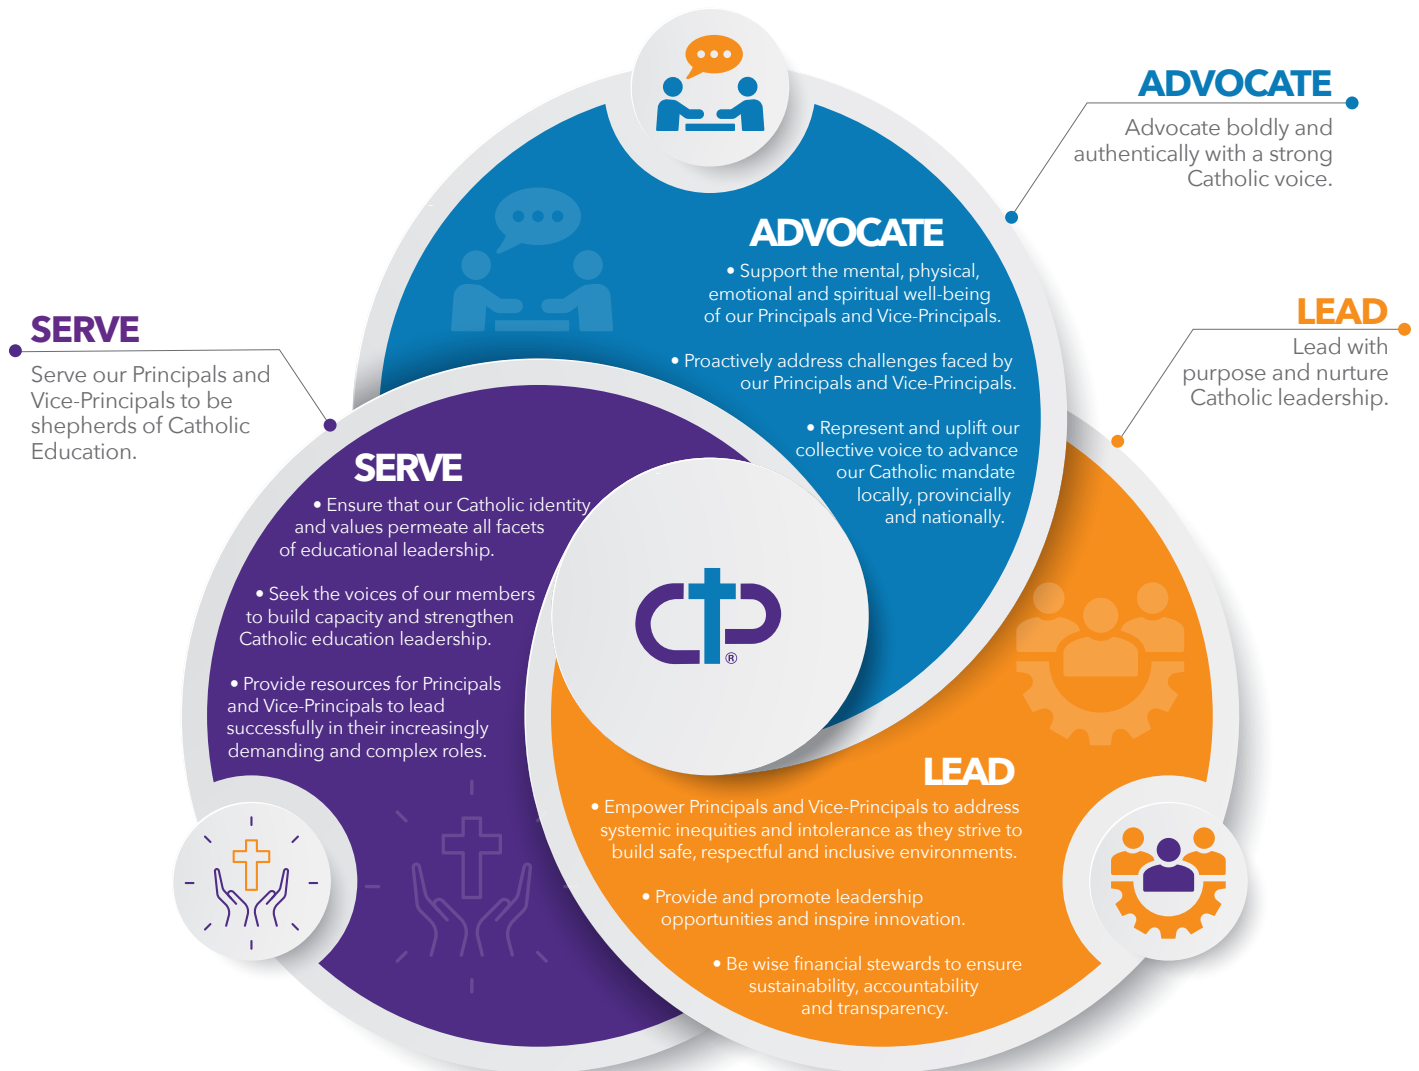 ADVOCATE
Advocate boldly and
authentically with a strong
Catholic voice.
ADVOCATE
• Support the mental, physical,
emotional and spiritual well-being
of our Principals and Vice-Principals.
• Proactively address challenges faced by
our Principals and Vice-Principals.
• Represent and uplift our
collective voice to advance
our Catholic mandate
locally, provincially
and nationally.
LEAD
Lead with
purpose and nurture
Catholic leadership.
SERVE
Serve our Principals and
Vice-Principals to be
shepherds of Catholic
Education.
SERVE
• Ensure that our Catholic identity
and values permeate all facets
of educational leadership.
• Seek the voices of our members
to build capacity and strengthen
Catholic education leadership.
• Provide resources for Principals
and Vice-Principals to lead
successfully in their increasingly
demanding and complex roles.
CP
®
LEAD
• Empower Principals and Vice-Principals to address
systemic inequities and intolerance as they strive to
build safe, respectful and inclusive environments.
• Provide and promote leadership
opportunities and inspire innovation.
• Be wise financial stewards to ensure
sustainability, accountability
and transparency.